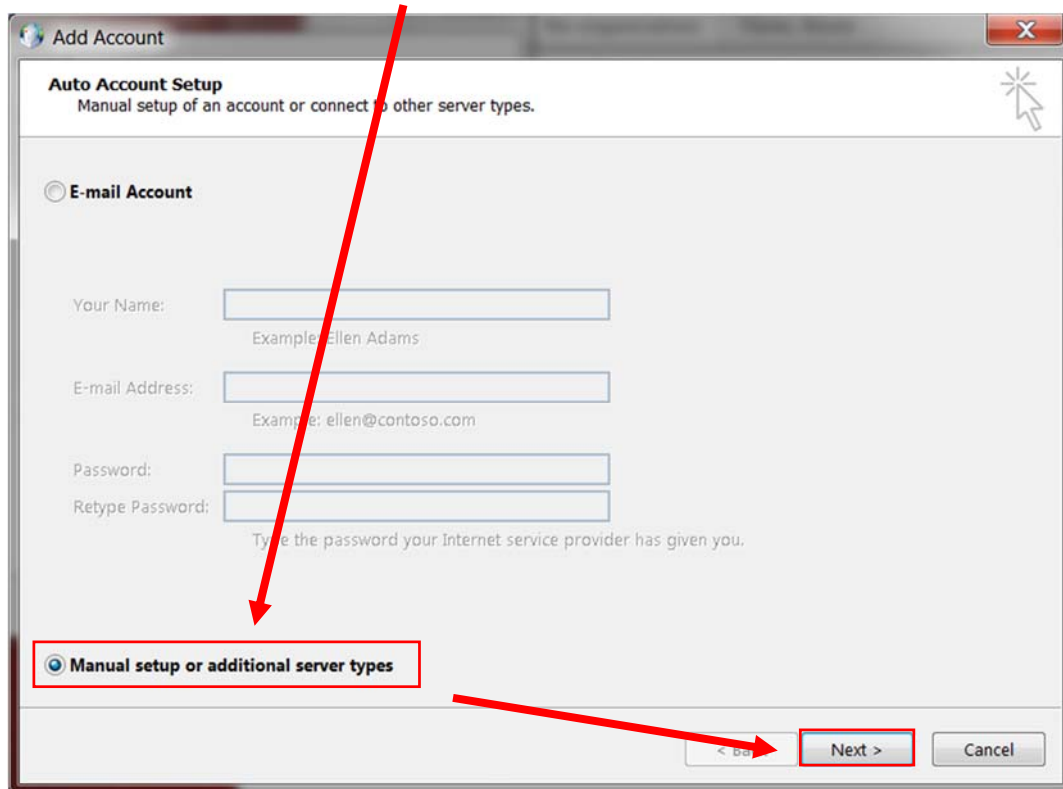 Add Account
Auto Account Setup
Manual setup of an account or connect to other server types.
E-mail Account
Your Name:
Example: Ellen Adams
E-mail Address:
Example: ellen@contoso.com
Password:
Retype Password:
Type the password your Internet service provider has given you.
Manual setup or additional server types
< Back Next > Cancel